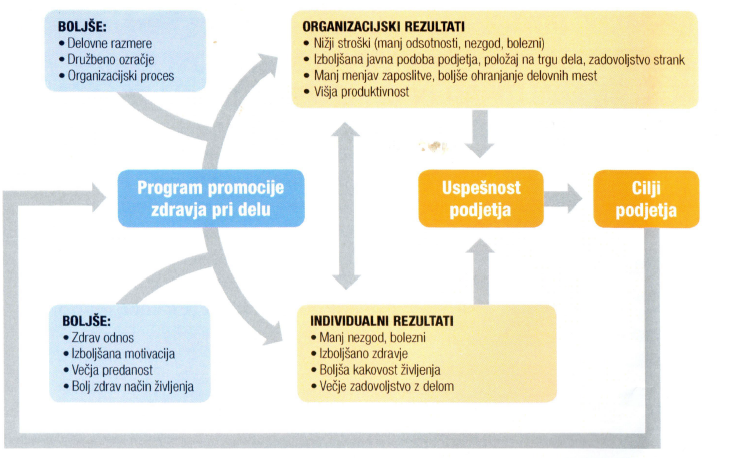 BOLJŠE:
• Delovne razmere
• Družbeno ozračje
• Organizacijski proces
ORGANIZACIJSKI REZULTATI
• Nižji stroški (manj odsotnosti, nezgod, bolezni)
• Izboljšana javna podoba podjetja, položaj na trgu dela, zadovoljstvo strank
• Manj menjav zaposlitve, boljše ohranjanje delovnih mest
• Višja produktivnost
Program promocije
zdravja pri delu
Uspešnost
podjetja
Cilji
podjetja
BOLJŠE:
• Zdrav odnos
• Izboljšana motivacija
• Večja predanost
• Bolj zdrav način življenja
INDIVIDUALNI REZULTATI
• Manj nezgod, bolezni
• Izboljšano zdravje
• Boljša kakovost življenja
• Večje zadovoljstvo z delom